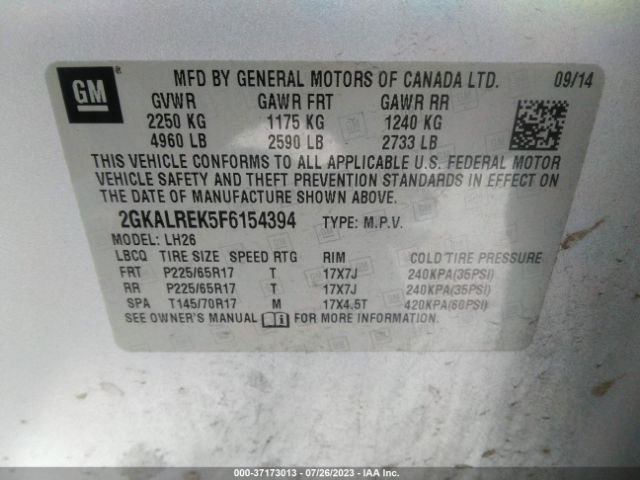 GM
MFD BY GENERAL MOTORS OF CANADA LTD. 09/14
GVWR GAWR FRT GAWR RR
2250 KG 1175 KG 1240 KG
4960 LB 2590 LB 2733 LB
THIS VEHICLE CONFORMS TO ALL APPLICABLE U.S. FEDERAL MOTOR
VEHICLE SAFETY AND THEFT PREVENTION STANDARDS IN EFFECT ON
THE DATE OF MANUFACTURE SHOWN ABOVE.
2GKALREK5F6154394 TYPE: M.P.V.
MODEL: LH26
LBCQ TIRE SIZE SPEED RTG RIM COLD TIRE PRESSURE
FRT P225/65R17 T 17X7J 240KPA(35PSI)
RR P225/65R17 T 17X7J 240KPA(35PSI)
SPA T145/70R17 M 17X4.5T 420KPA(60PSI)
SEE OWNER'S MANUAL FOR MORE INFORMATION.
000-37173013 - 07/26/2023 - IAA Inc.